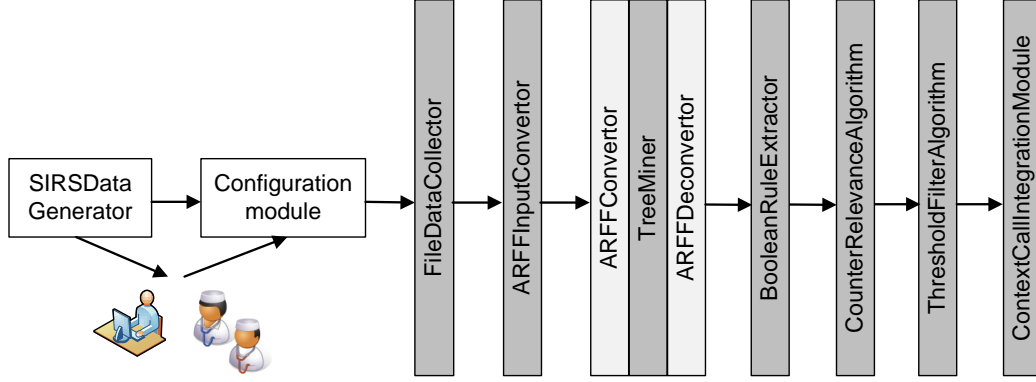 SIRSData
Generator
Configuration
module
FileDataCollector
ARFFInputConvertor
ARFFConvertor
TreeMiner
ARFFDeconvertor
BooleanRuleExtractor
CounterRelevanceAlgorithm
ThresholdFilterAlgorithm
ContextCallIntegrationModule